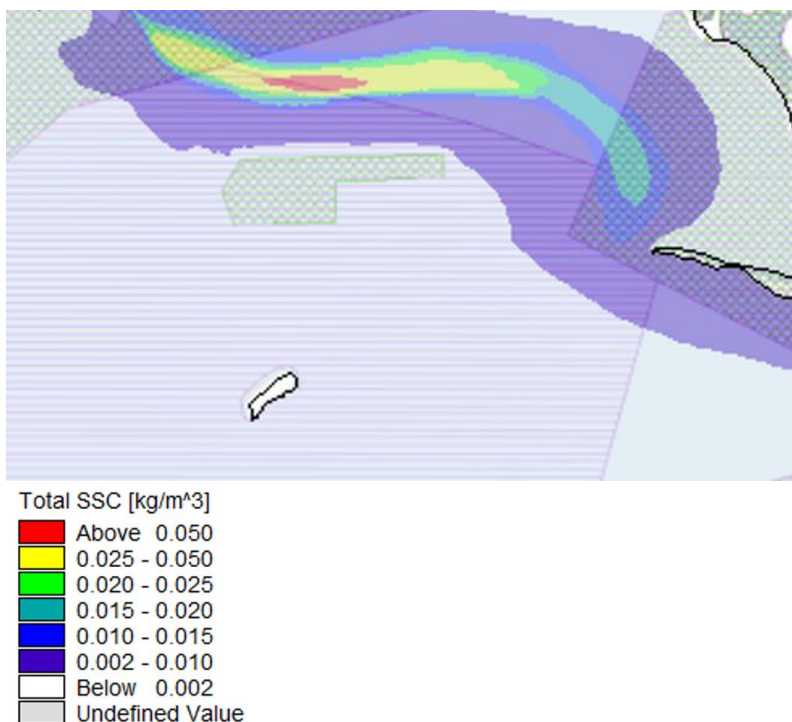 Total SSC [kg/m^3]
Above 0.050
0.025 - 0.050
0.020 - 0.025
0.015 - 0.020
0.010 - 0.015
0.002 - 0.010
Below 0.002
Undefined Value